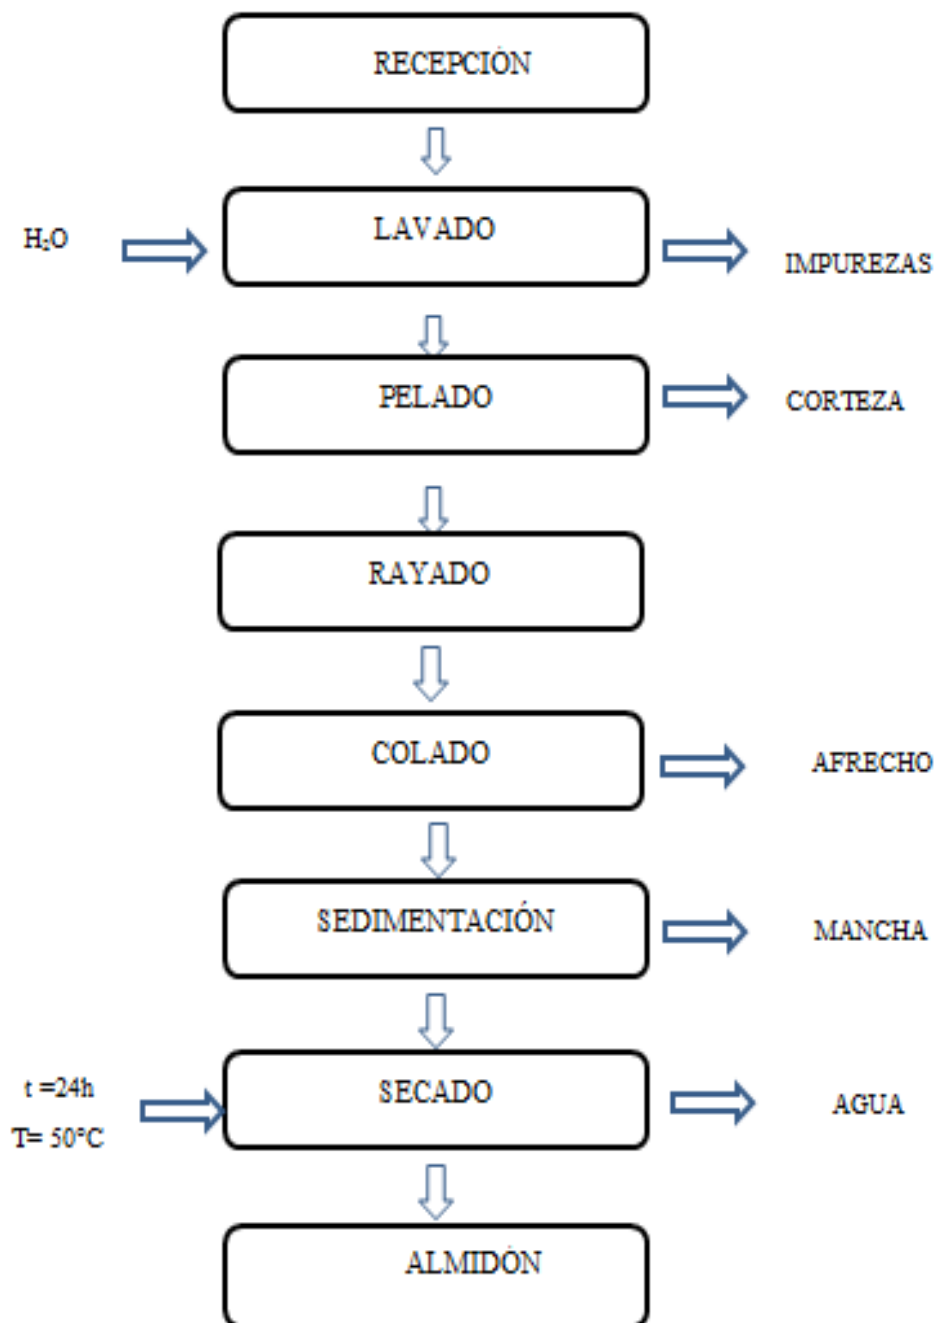 RECEPCIÓN
H₂O
LAVADO
IMPUREZAS
PELADO
CORTEZA
RAYADO
COLADO
AFRECHO
SEDIMENTACIÓN
MANCHA
t =24h
T= 50°C
SECADO
AGUA
ALMIDÓN